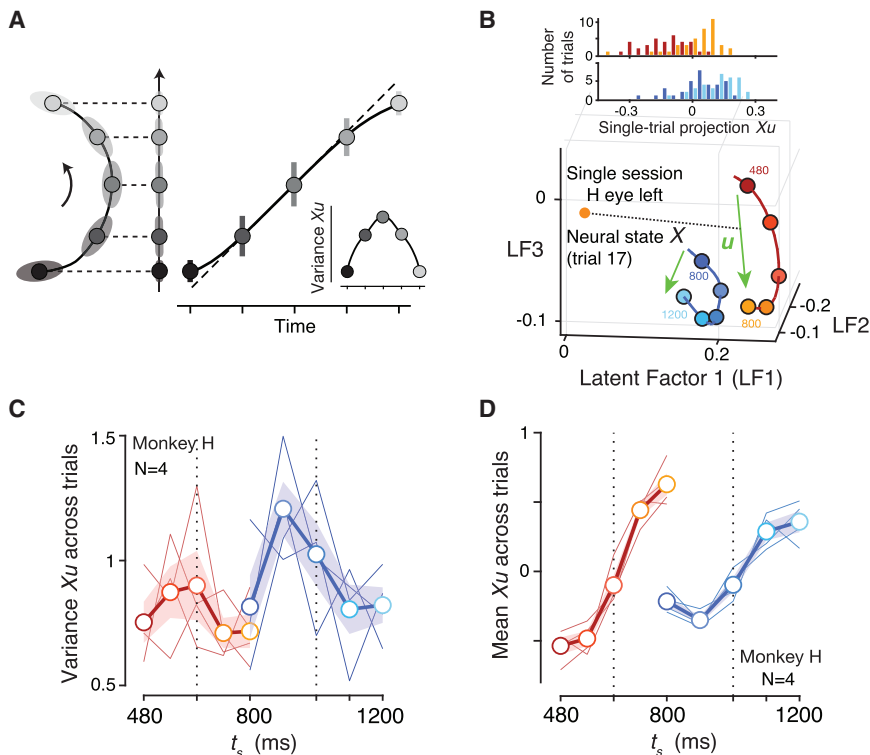 A
Variance Xu
Time
B
Number
of trials
10
5
0
5
0
-0.3
0
0.3
Single-trial projection Xu
Single session
H eye left
Neural state X
(trial 17)
u
480
800
800
1200
0
LF3
-0.1
0
0.2
-0.2
-0.1
LF2
Latent Factor 1 (LF1)
C
Monkey H
N=4
Variance Xu across trials
1.5
1
0.5
480
800
1200
ts (ms)
D
Mean Xu across trials
1
0
Monkey H
N=4
480
800
1200
ts (ms)